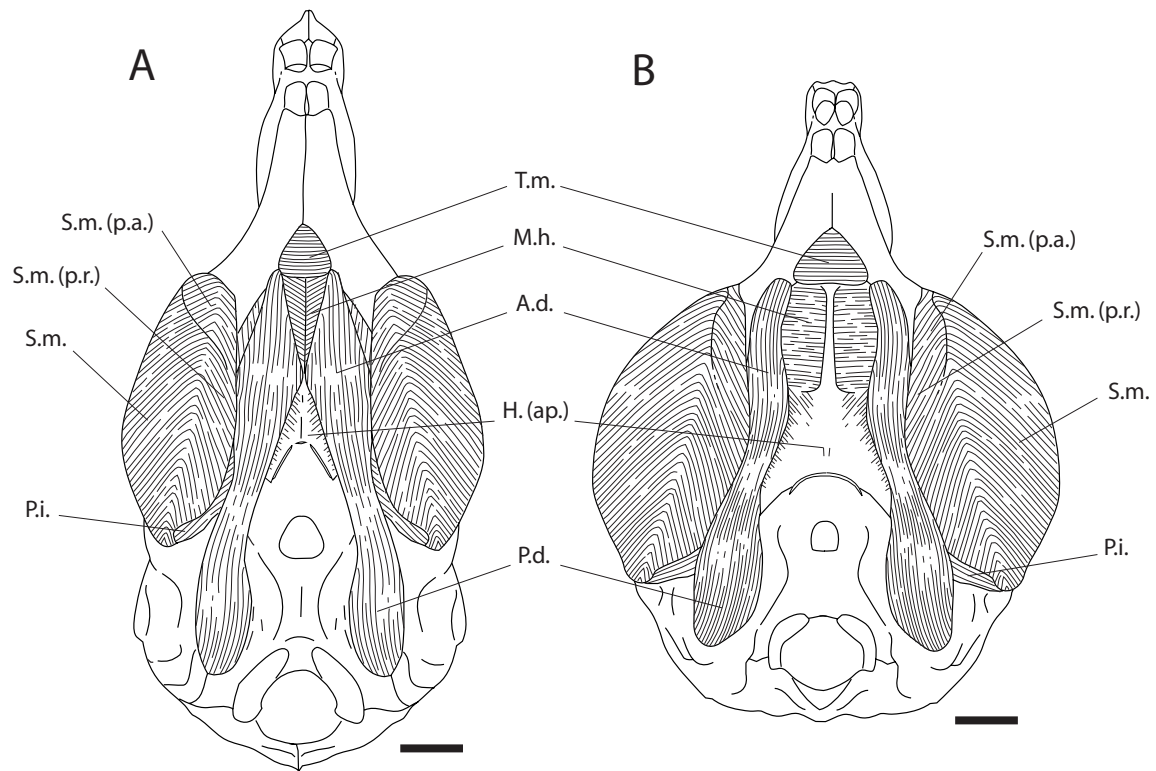 A
B
T.m.
S.m. (p.a.)
M.h.
S.m. (p.a.)
S.m. (p.r.)
A.d.
S.m. (p.r.)
S.m.
S.m.
H. (ap.)
P.i.
P.d.
P.i.